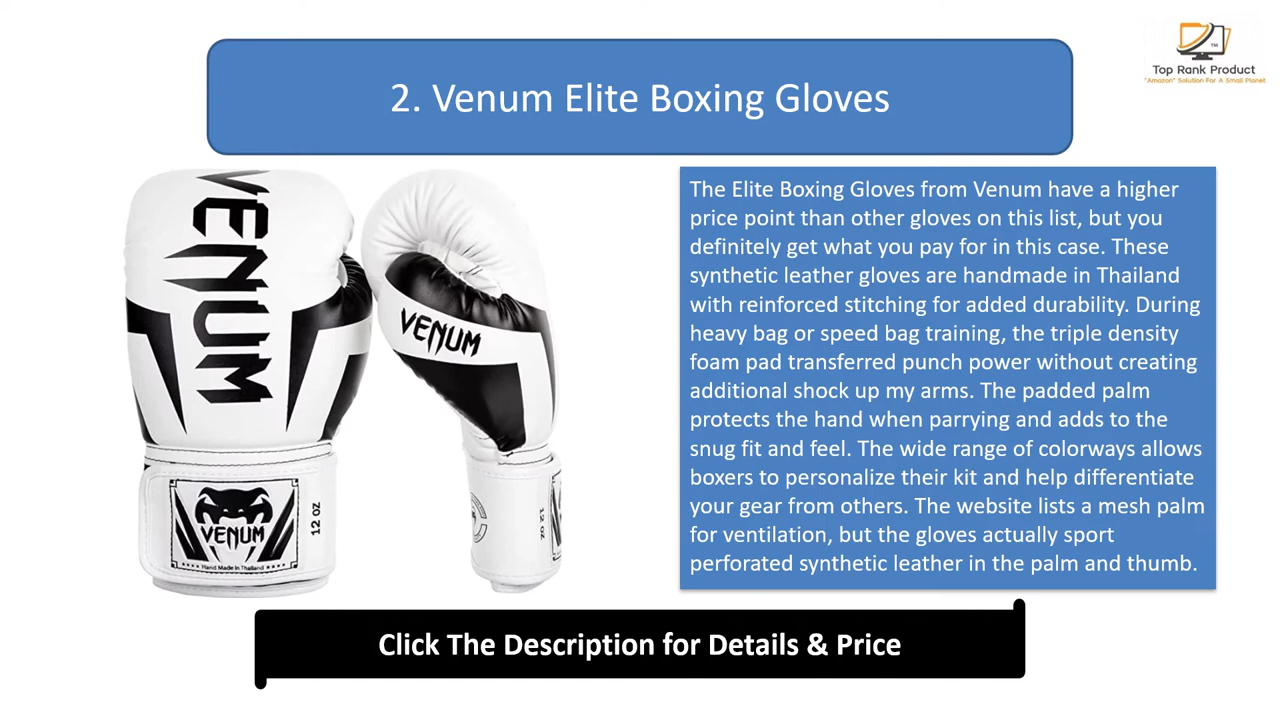 Top Rank Product
"Amazon" Solution For A Small Planet
TM
2. Venum Elite Boxing Gloves
VENUM
VENUM
VENUM
Hand Made in Thailand
12 oz
12 oz
The Elite Boxing Gloves from Venum have a higher
price point than other gloves on this list, but you
definitely get what you pay for in this case. These
synthetic leather gloves are handmade in Thailand
with reinforced stitching for added durability. During
heavy bag or speed bag training, the triple density
foam pad transferred punch power without creating
additional shock up my arms. The padded palm
protects the hand when parrying and adds to the
snug fit and feel. The wide range of colorways allows
boxers to personalize their kit and help differentiate
your gear from others. The website lists a mesh palm
for ventilation, but the gloves actually sport
perforated synthetic leather in the palm and thumb.
Click The Description for Details & Price